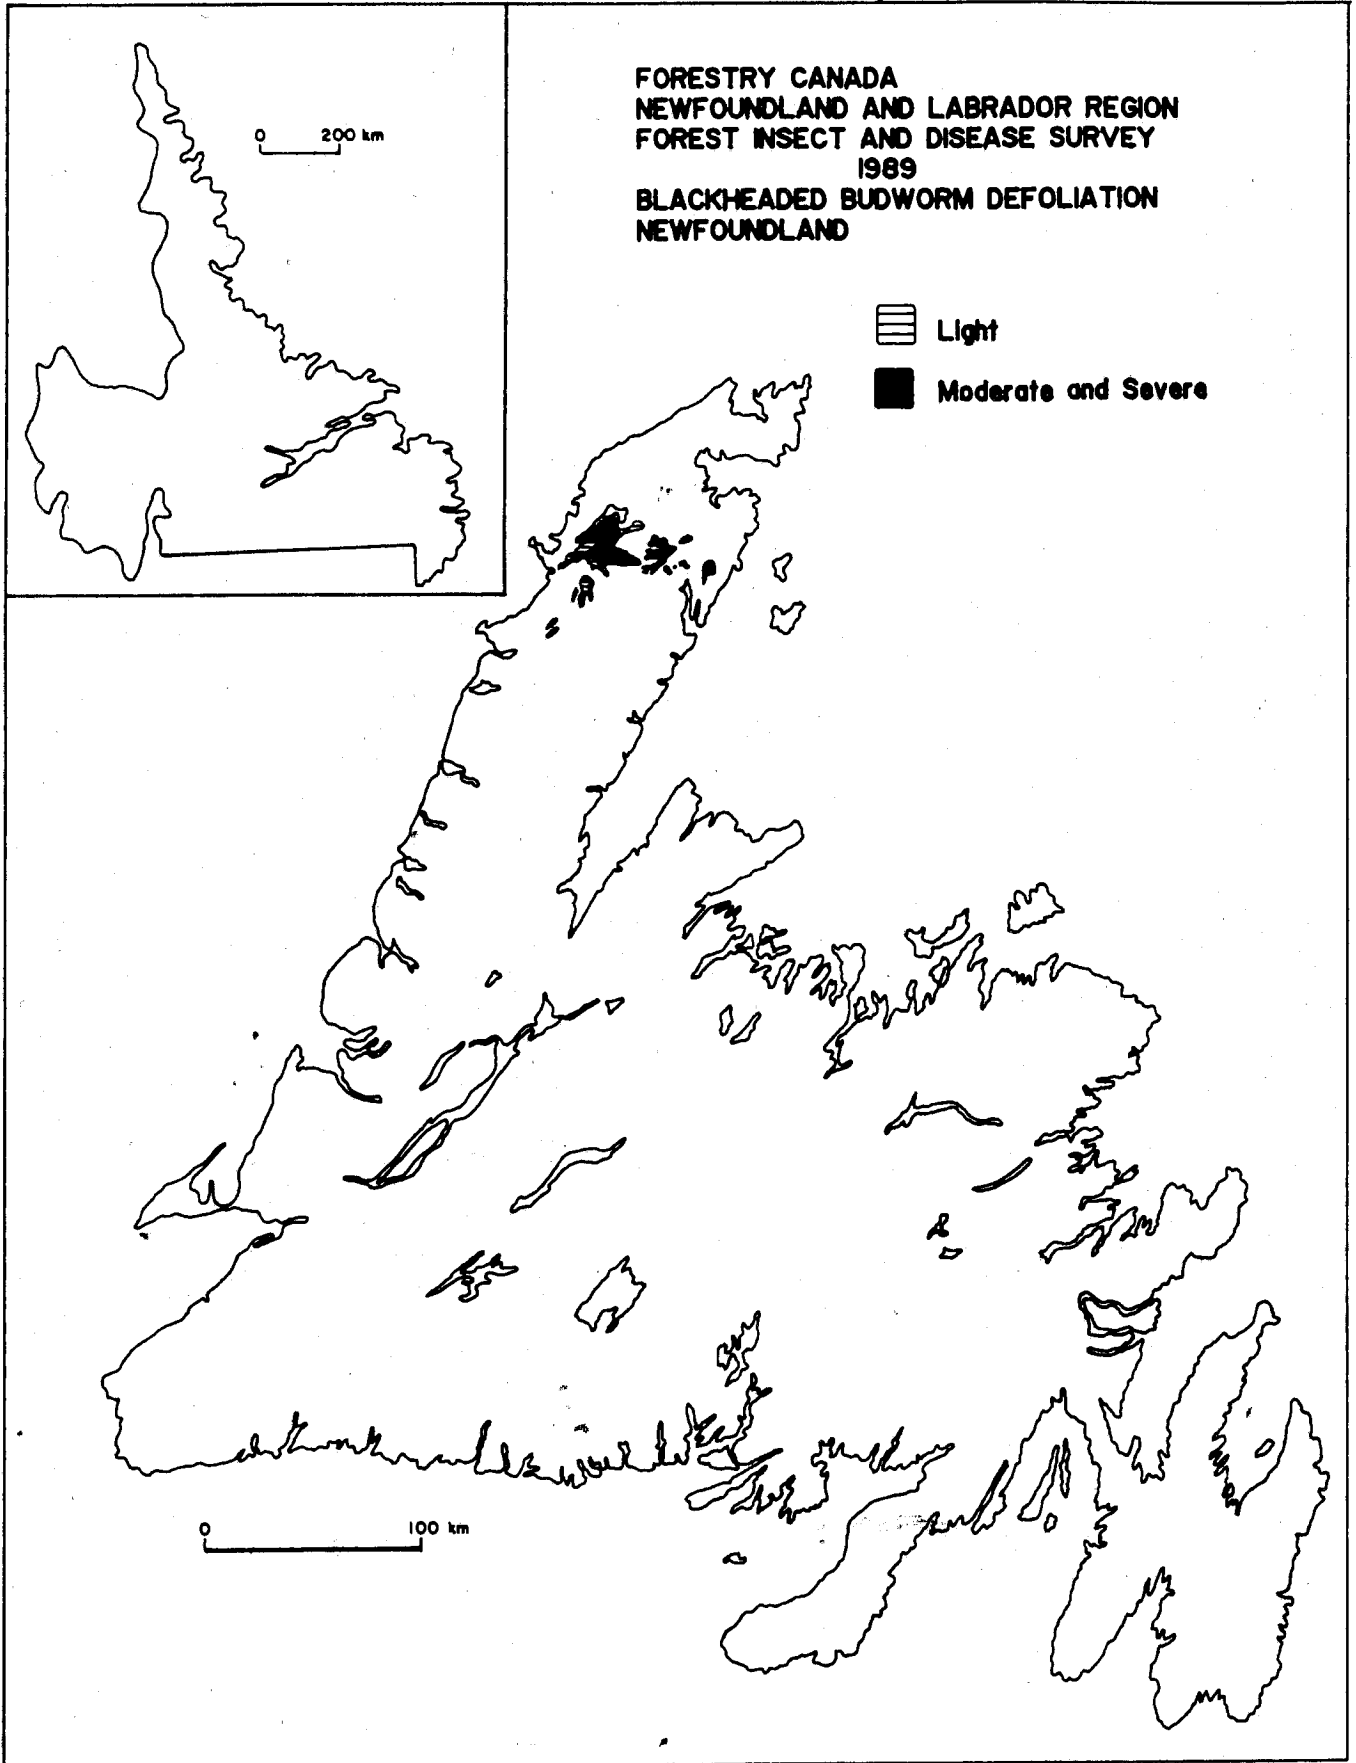 FORESTRY CANADA
NEWFOUNDLAND AND LABRADOR REGION
FOREST INSECT AND DISEASE SURVEY
1989
BLACKHEADED BUDWORM DEFOLIATION
NEWFOUNDLAND
0 200 km
Light
Moderate and Severe
0 100 km